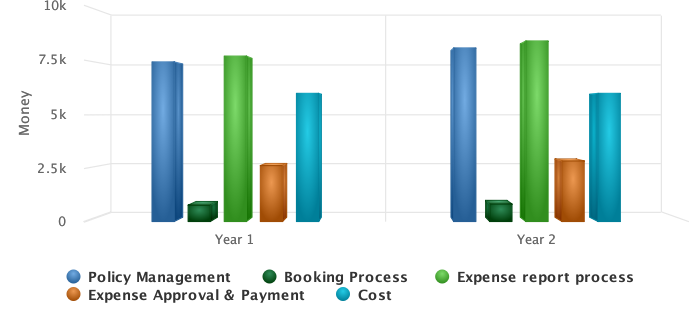 10k
7.5k
Money
5k
2.5k
0
Year 1 Year 2
Policy Management Booking Process Expense report process
Expense Approval & Payment Cost